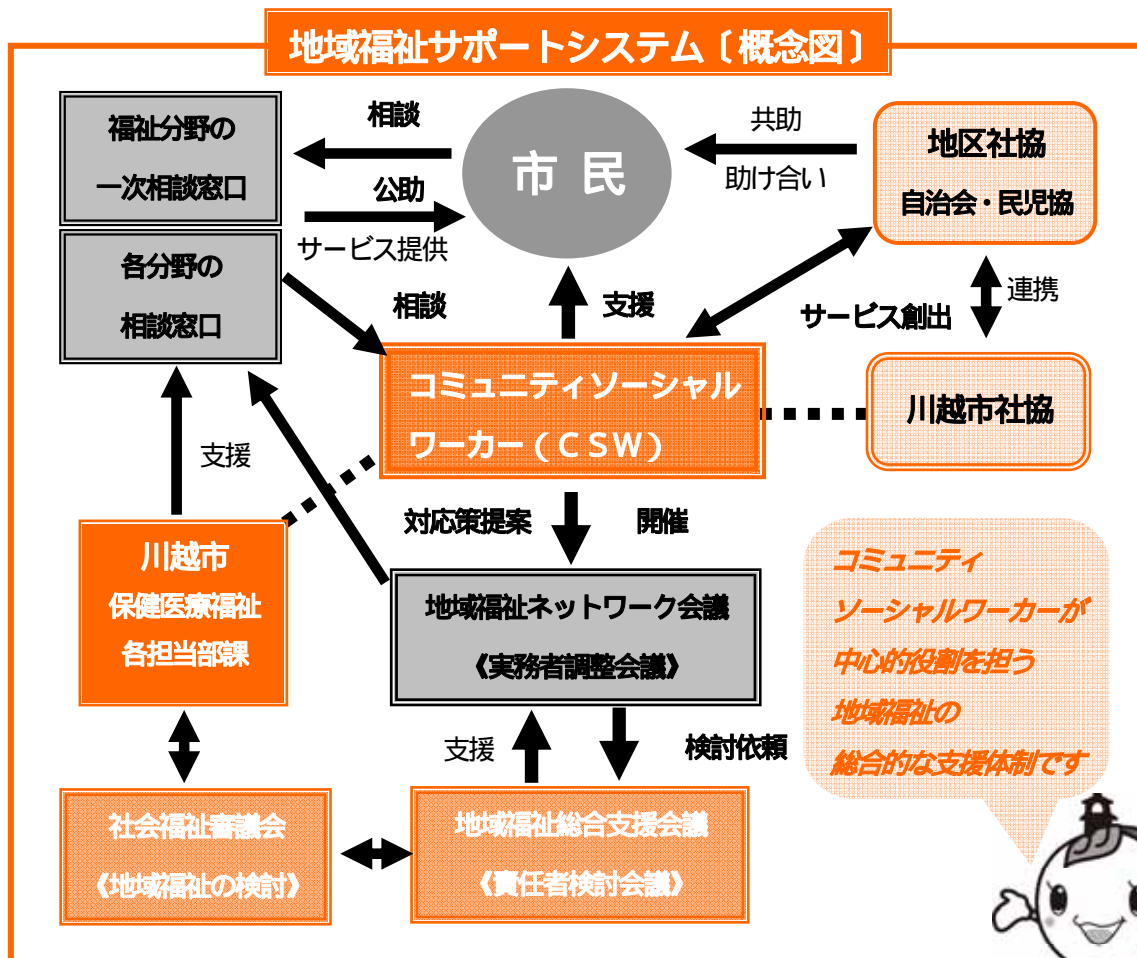 地域福祉サポートシステム〔概念図〕
福祉分野の
一次相談窓口
相談
公助
サービス提供
市 民
共助
助け合い
地区社協
自治会・民児協
各分野の
相談窓口
相談
支援
サービス創出
連携
コミュニティソーシャル
ワーカー(CSW)
川越市社協
支援
対応策提案
開催
川越市
保健医療福祉
各担当部課
地域福祉ネットワーク会議
《実務者調整会議》
コミュニティ
ソーシャルワーカーが
中心的役割を担う
地域福祉の
総合的な支援体制です
支援
検討依頼
社会福祉審議会
《地域福祉の検討》
地域福祉総合支援会議
《責任者検討会議》